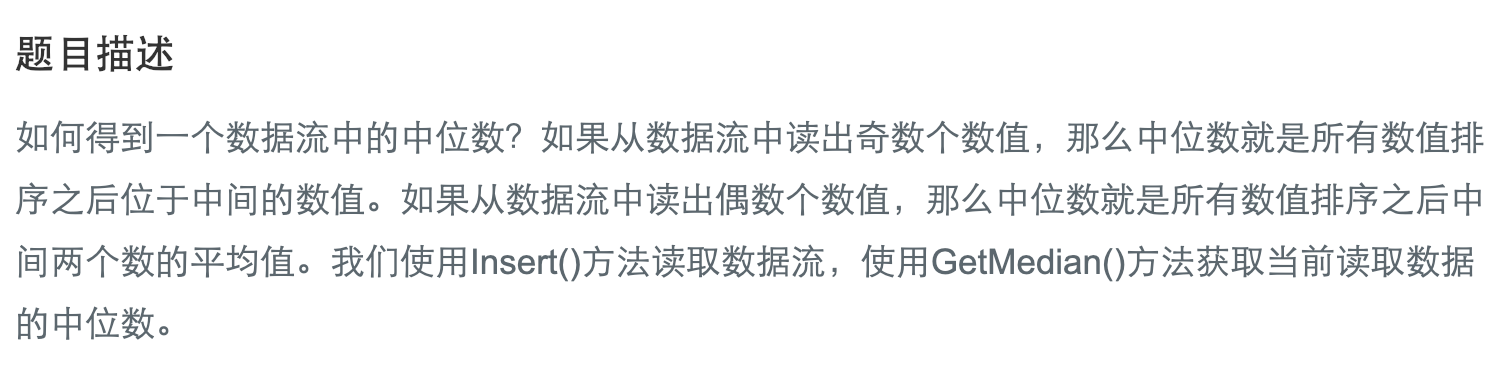 题目描述
如何得到一个数据流中的中位数？如果从数据流中读出奇数个数值，那么中位数就是所有数值排
序之后位于中间的数值。如果从数据流中读出偶数个数值，那么中位数就是所有数值排序之后中
间两个数的平均值。我们使用Insert()方法读取数据流，使用GetMedian()方法获取当前读取数据
的中位数。